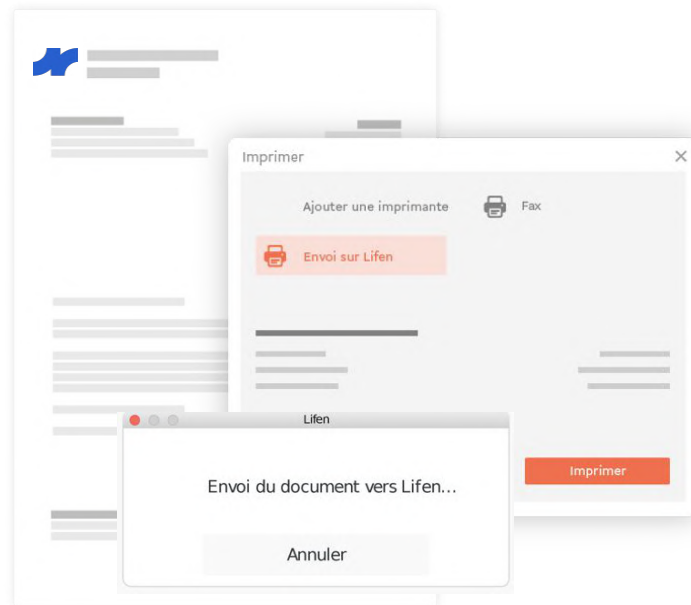 Imprimer
Ajouter une imprimante
Fax
Envoi sur Lifen
Imprimer
Lifen
Envoi du document vers Lifen...
Annuler